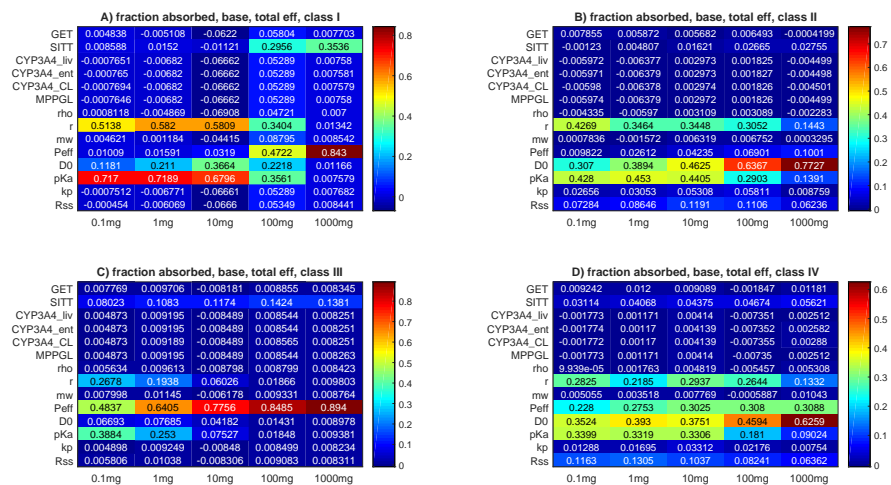 A) fraction absorbed, base, total eff, class I
GET 0.004838 -0.005108 -0.0622 0.05804 0.007703
SITT 0.008588 0.0152 -0.01121 0.2956 0.3536
CYP3A4_liv -0.0007651 -0.00682 -0.06662 0.05289 0.00758
CYP3A4_ent -0.000765 -0.00682 -0.06662 0.05289 0.007581
CYP3A4_CL -0.0007694 -0.00682 -0.06662 0.05289 0.007579
MPPGL -0.0007646 -0.00682 -0.06662 0.05289 0.00758
rho 0.0008118 -0.004869 -0.06908 0.04721 0.007
r 0.5138 0.582 0.5809 0.3404 0.01342
mw 0.004621 0.001184 -0.04415 0.08795 0.008542
Peff 0.01009 0.01591 0.0319 0.4722 0.843
D0 0.1181 0.211 0.3664 0.2218 0.01166
pKa 0.717 0.7189 0.6796 0.3561 0.007579
kp -0.0007512 -0.006771 -0.06661 0.05289 0.007682
Rss -0.000454 -0.006069 -0.0666 0.05349 0.008441
0.1mg 1mg 10mg 100mg 1000mg
0.8
0.6
0.4
0.2
0
B) fraction absorbed, base, total eff, class II
GET 0.007855 0.005872 0.005682 0.006493 -0.0004199
SITT -0.00123 0.004807 0.01621 0.02665 0.02755
CYP3A4_liv -0.005972 -0.006377 0.002973 0.001825 -0.004499
CYP3A4_ent -0.005971 -0.006379 0.002973 0.001827 -0.004498
CYP3A4_CL -0.00598 -0.006378 0.002974 0.001826 -0.004501
MPPGL -0.005974 -0.006379 0.002972 0.001826 -0.004499
rho -0.004335 -0.00597 0.003109 0.003089 -0.002283
r 0.4269 0.3464 0.3448 0.3052 0.1443
mw 0.0007836 -0.001572 0.006319 0.006752 -0.0003295
Peff 0.009822 0.02612 0.04235 0.06901 0.1001
D0 0.307 0.3894 0.4625 0.6367 0.7727
pKa 0.428 0.453 0.4405 0.2903 0.1391
kp 0.02656 0.03053 0.05308 0.05811 0.008759
Rss 0.07284 0.08646 0.1191 0.1106 0.06236
0.1mg 1mg 10mg 100mg 1000mg
0.7
0.6
0.5
0.4
0.3
0.2
0.1
0
C) fraction absorbed, base, total eff, class III
GET 0.007769 0.009706 -0.008181 0.008855 0.008345
SITT 0.08023 0.1083 0.1174 0.1424 0.1381
CYP3A4_liv 0.004873 0.009195 -0.008489 0.008544 0.008251
CYP3A4_ent 0.004873 0.009195 -0.008489 0.008544 0.008251
CYP3A4_CL 0.004873 0.009189 -0.008489 0.008565 0.008251
MPPGL 0.004873 0.009195 -0.008489 0.008544 0.008263
rho 0.005634 0.009613 -0.008798 0.008799 0.008423
r 0.2678 0.1938 0.06026 0.01866 0.009803
mw 0.007998 0.01145 -0.006178 0.009331 0.008764
Peff 0.4837 0.6405 0.7756 0.8485 0.894
D0 0.06693 0.07685 0.04182 0.01431 0.008978
pKa 0.3884 0.253 0.07527 0.01848 0.009381
kp 0.004898 0.009249 -0.00848 0.008499 0.008234
Rss 0.005806 0.01038 -0.008306 0.009083 0.008311
0.1mg 1mg 10mg 100mg 1000mg
0.8
0.6
0.4
0.2
0
D) fraction absorbed, base, total eff, class IV
GET 0.009242 0.012 0.009089 -0.001847 0.01181
SITT 0.03114 0.04068 0.04375 0.04674 0.05621
CYP3A4_liv -0.001773 0.001171 0.00414 -0.007351 0.002512
CYP3A4_ent -0.001773 0.00117 0.004139 -0.007352 0.002582
CYP3A4_CL -0.001774 0.00117 0.004139 -0.007355 0.00288
MPPGL -0.001773 0.001171 0.00414 -0.00735 0.002512
rho 9.939e-05 0.001763 0.004819 -0.005457 0.005308
r 0.2825 0.2185 0.2937 0.2644 0.1332
mw 0.005055 0.003518 0.007769 -0.0005887 0.01043
Peff 0.228 0.2753 0.3025 0.308 0.3088
D0 0.3524 0.393 0.3751 0.4594 0.6259
pKa 0.3399 0.3319 0.3306 0.181 0.09024
kp 0.01288 0.01695 0.03312 0.02176 0.00754
Rss 0.1163 0.1305 0.1037 0.08241 0.06362
0.1mg 1mg 10mg 100mg 1000mg
0.6
0.5
0.4
0.3
0.2
0.1
0